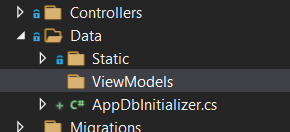 Controllers
Data
Static
ViewModels
C# AppDbInitializer.cs
Migrations